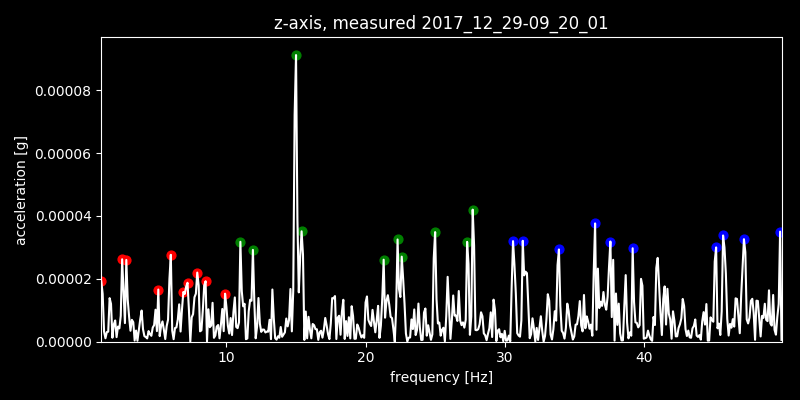 z-axis, measured 2017_12_29-09_20_01
acceleration [g]
0.00008
0.00006
0.00004
0.00002
0.00000
10 20 30 40
frequency [Hz]